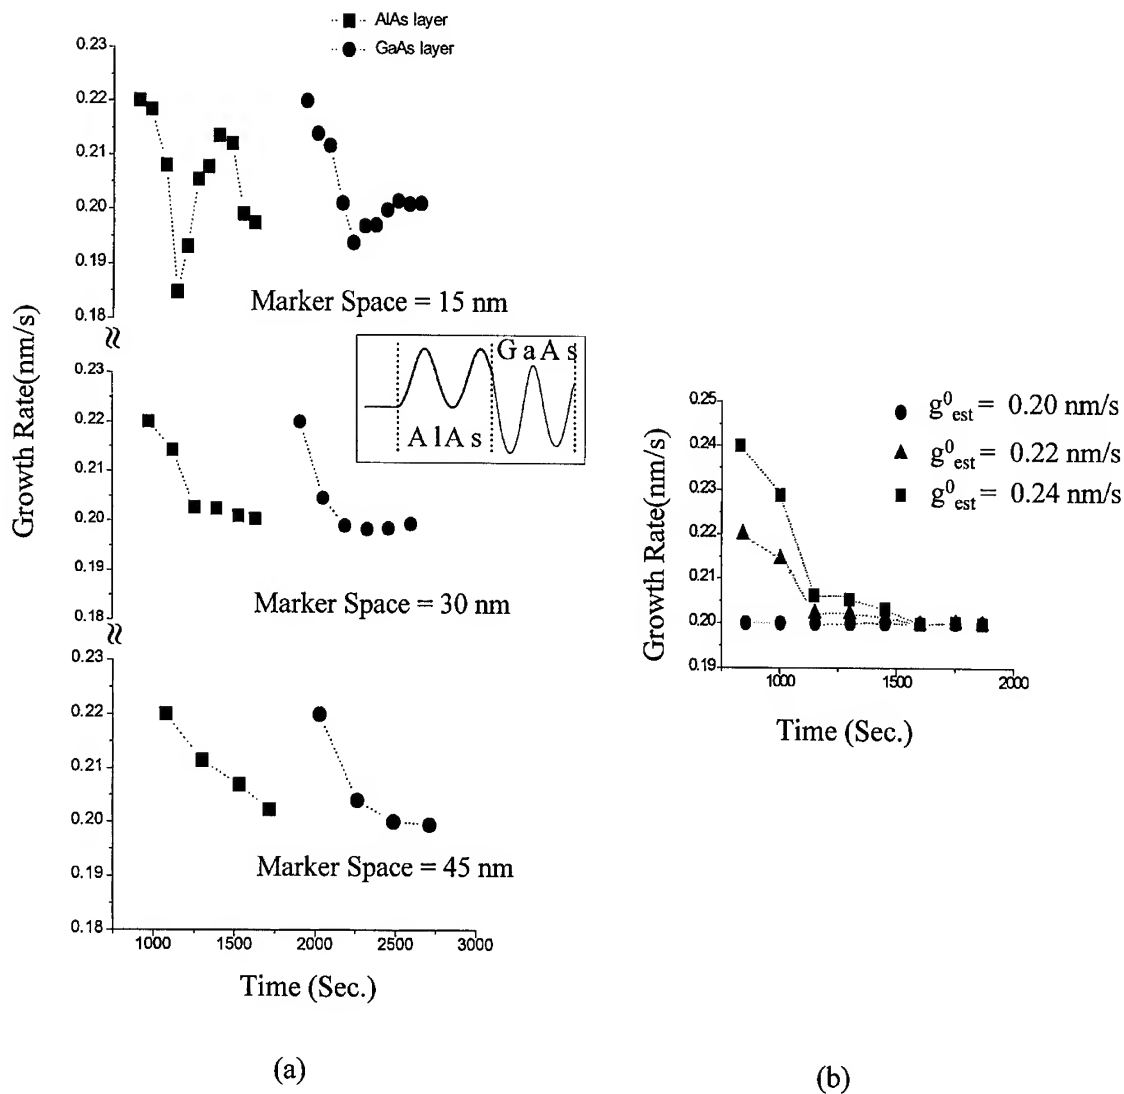 AlAs layer
GaAs layer
0.23
0.22
0.21
0.20
0.19
0.18
Marker Space = 15 nm
Growth Rate(nm/s)
GaAs
AlAs
0.23
0.22
0.21
0.20
0.19
0.18
Marker Space = 30 nm
0.23
0.22
0.21
0.20
0.19
0.18
Marker Space = 45 nm
1000 1500 2000 2500 3000
Time (Sec.)
(a)
g⁰est = 0.20 nm/s
g⁰est = 0.22 nm/s
g⁰est = 0.24 nm/s
0.25
0.24
0.23
0.22
0.21
0.20
0.19
Growth Rate(nm/s)
1000 1500 2000
Time (Sec.)
(b)